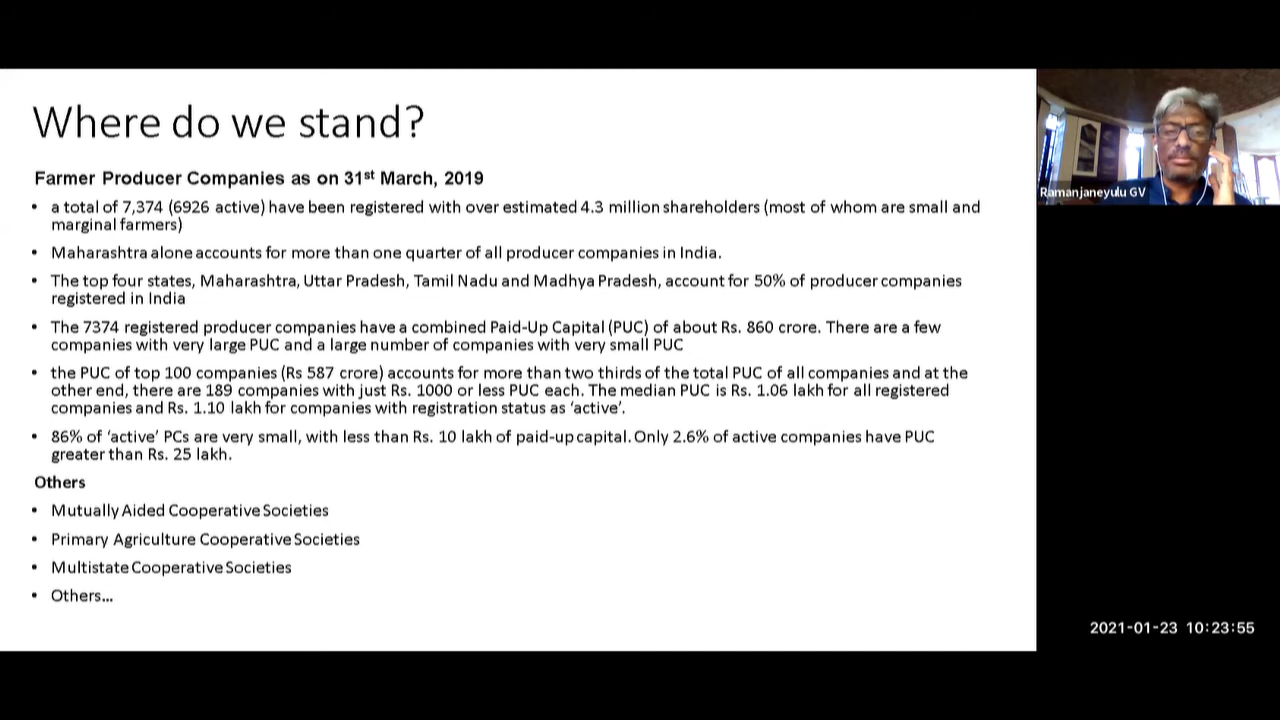 Where do we stand?
Farmer Producer Companies as on 31st March, 2019
• a total of 7,374 (6926 active) have been registered with over estimated 4.3 million shareholders (most of whom are small and
marginal farmers)
• Maharashtra alone accounts for more than one quarter of all producer companies in India.
• The top four states, Maharashtra, Uttar Pradesh, Tamil Nadu and Madhya Pradesh, account for 50% of producer companies
registered in India
• The 7374 registered producer companies have a combined Paid-Up Capital (PUC) of about Rs. 860 crore. There are a few
companies with very large PUC and a large number of companies with very small PUC
• the PUC of top 100 companies (Rs 587 crore) accounts for more than two thirds of the total PUC of all companies and at the
other end, there are 189 companies with just Rs. 1000 or less PUC each. The median PUC is Rs. 1.06 lakh for all registered
companies and Rs. 1.10 lakh for companies with registration status as ‘active’.
• 86% of ‘active’ PCs are very small, with less than Rs. 10 lakh of paid-up capital. Only 2.6% of active companies have PUC
greater than Rs. 25 lakh.
Others
• Mutually Aided Cooperative Societies
• Primary Agriculture Cooperative Societies
• Multistate Cooperative Societies
• Others...
Ramanjaneyulu GV
2021-01-23 10:23:55